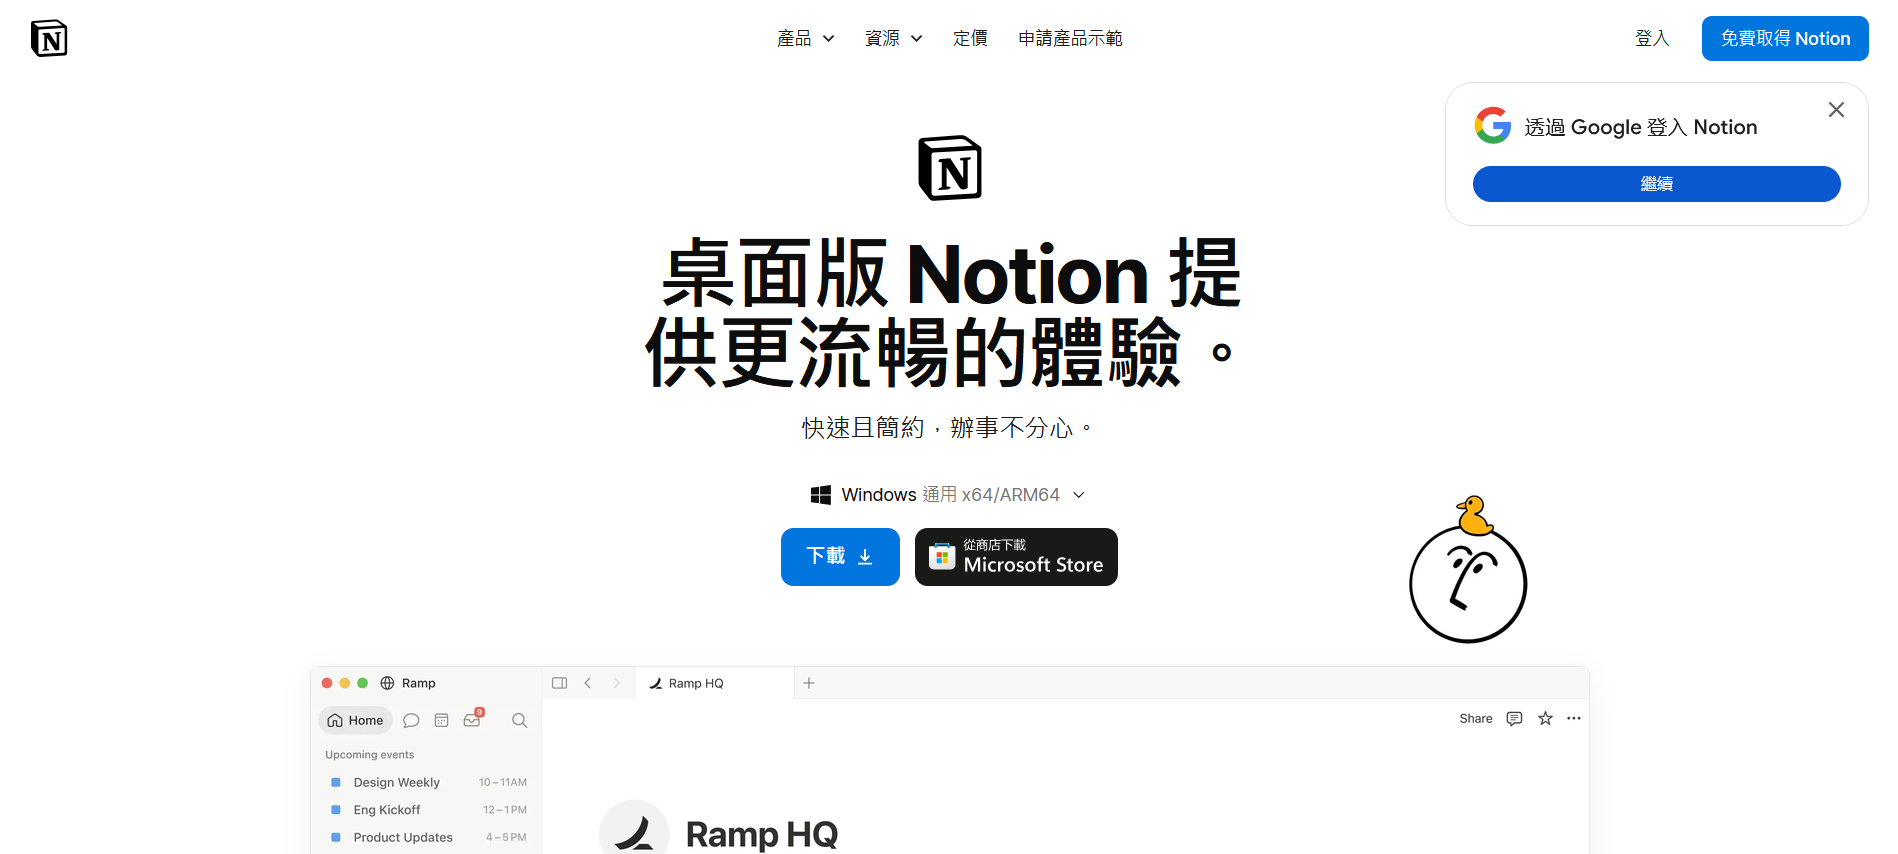 N
產品
資源
定價
申請產品示範
登入
免費取得 Notion
透過 Google 登入 Notion
繼續
N
桌面版 Notion 提
供更流暢的體驗。
快速且簡約，辦事不分心。
Windows 通用 x64/ARM64
下載
從商店下載
Microsoft Store
Ramp
Ramp HQ
Home
9
Share
Upcoming events
Design Weekly 10–11AM
Eng Kickoff 12–1PM
Product Updates 4–5PM
Ramp HQ